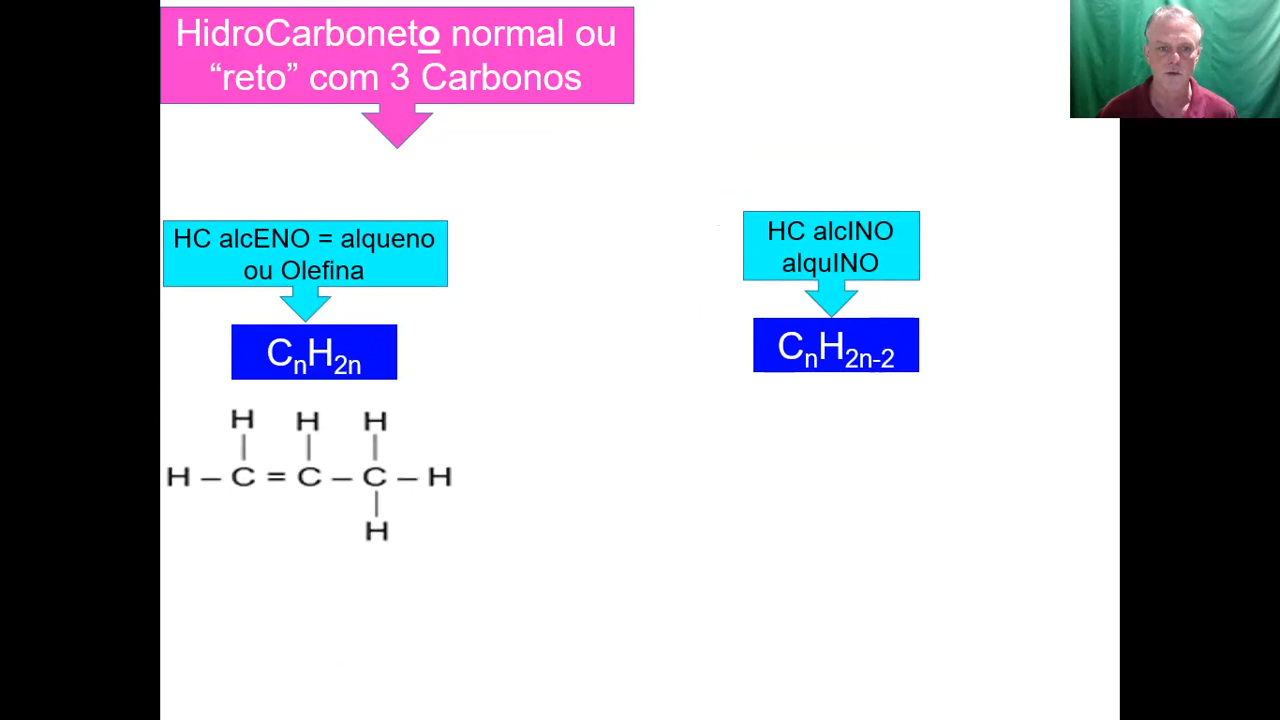 HidroCarboneto normal ou
“reto” com 3 Carbonos
HC alcENO = alqueno
ou Olefina
CnH2n
H H H
H – C = C – C – H
H
HC alcINO
alquINO
CnH2n-2